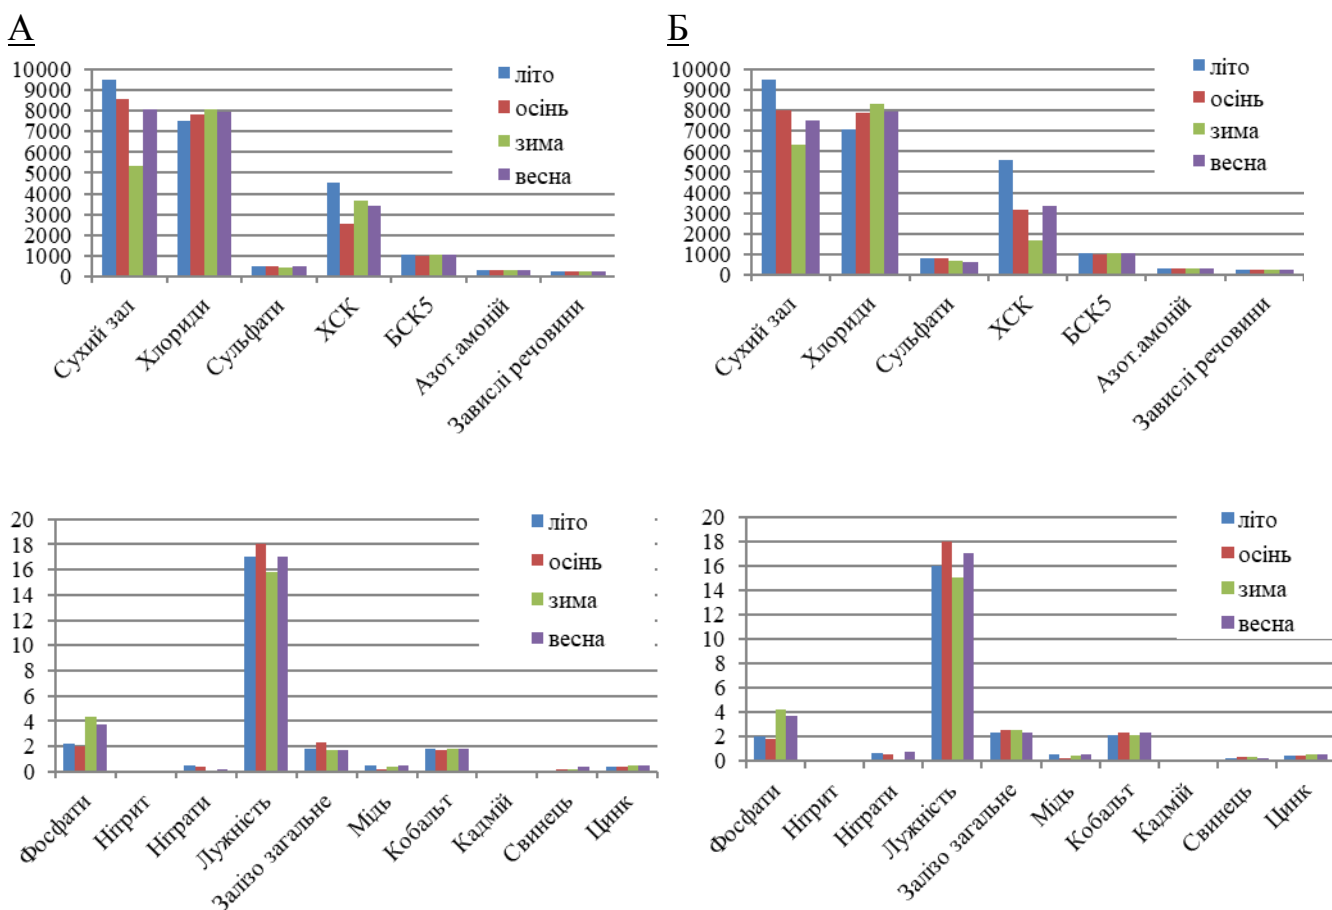 А
10000
9000
8000
7000
6000
5000
4000
3000
2000
1000
0
літо
осінь
зима
весна
Сухий зал
Хлориди
Сульфати
ХСК
БСК5
Азот.амоній
Завислі речовини
Б
10000
9000
8000
7000
6000
5000
4000
3000
2000
1000
0
літо
осінь
зима
весна
Сухий зал
Хлориди
Сульфати
ХСК
БСК5
Азот.амоній
Завислі речовини
20
18
16
14
12
10
8
6
4
2
0
літо
осінь
зима
весна
Фосфати
Нітрит
Нітрати
Лужність
Залізо загальне
Мідь
Кобальт
Кадмій
Свинець
Цинк
20
18
16
14
12
10
8
6
4
2
0
літо
осінь
зима
весна
Фосфати
Нітрит
Нітрати
Лужність
Залізо загальне
Мідь
Кобальт
Кадмій
Свинець
Цинк